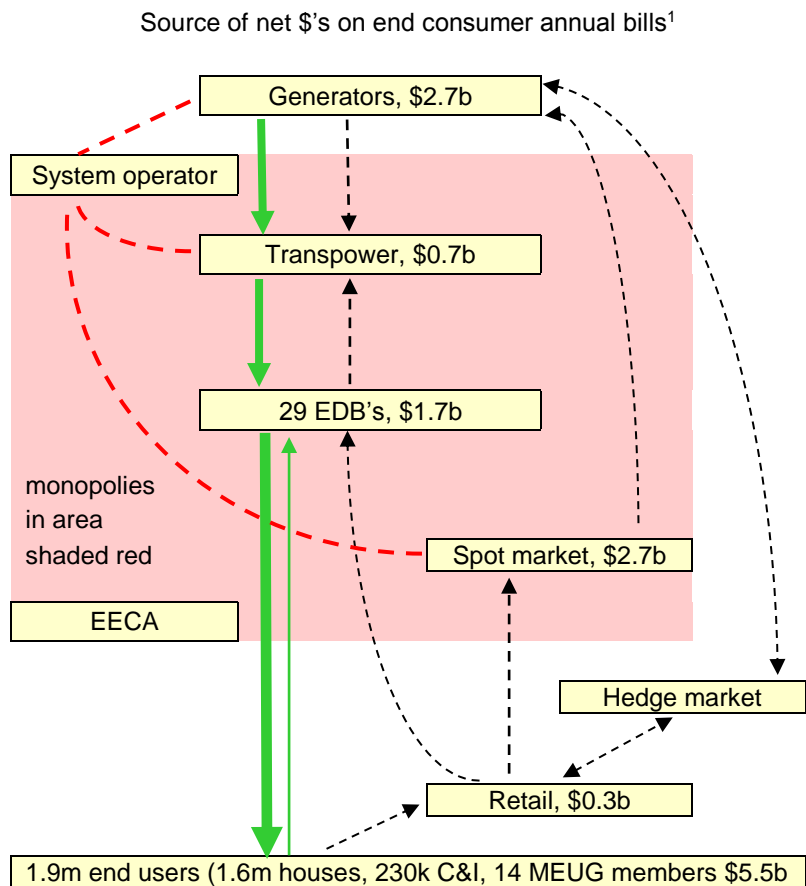 Source of net $'s on end consumer annual bills1
Generators, $2.7b
System operator
Transpower, $0.7b
29 EDB's, $1.7b
monopolies
in area
shaded red
Spot market, $2.7b
EECA
Hedge market
Retail, $0.3b
1.9m end users (1.6m houses, 230k C&I, 14 MEUG members $5.5b